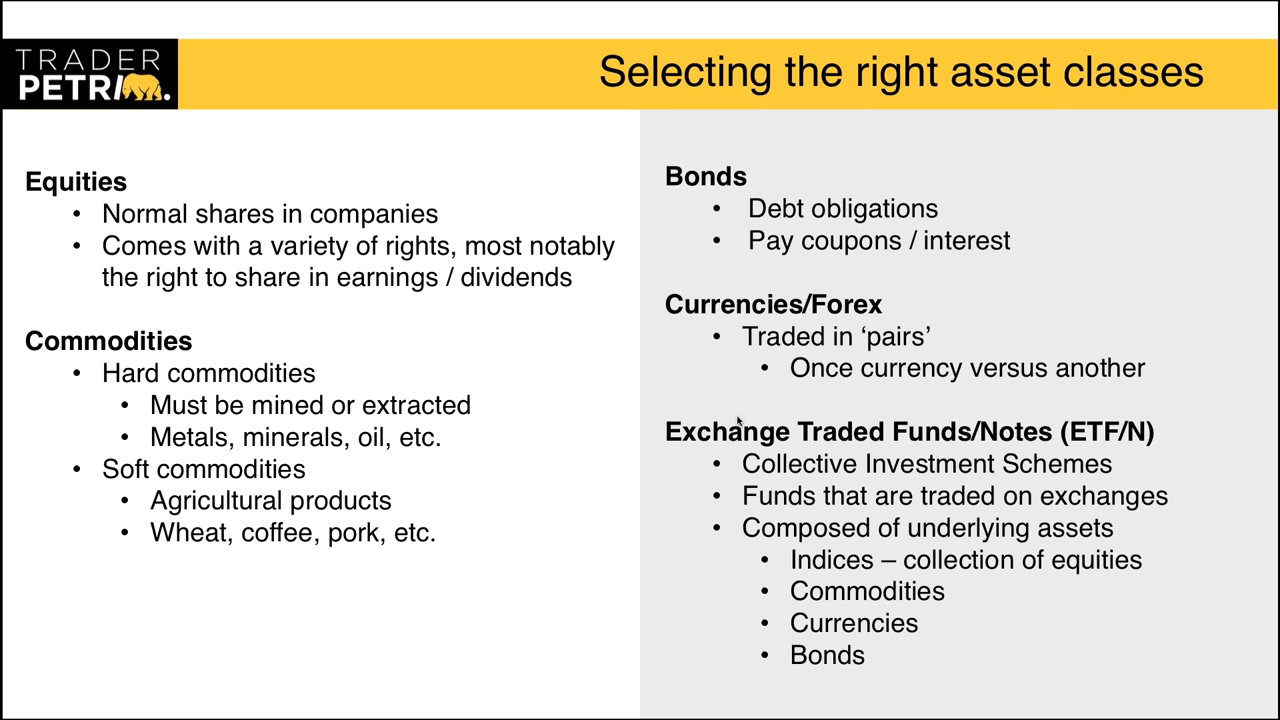 TRADER
PETRI.
Selecting the right asset classes
Equities
• Normal shares in companies
• Comes with a variety of rights, most notably
the right to share in earnings / dividends
Commodities
• Hard commodities
• Must be mined or extracted
• Metals, minerals, oil, etc.
• Soft commodities
• Agricultural products
• Wheat, coffee, pork, etc.
Bonds
• Debt obligations
• Pay coupons / interest
Currencies/Forex
• Traded in ‘pairs’
• Once currency versus another
Exchange Traded Funds/Notes (ETF/N)
• Collective Investment Schemes
• Funds that are traded on exchanges
• Composed of underlying assets
• Indices – collection of equities
• Commodities
• Currencies
• Bonds